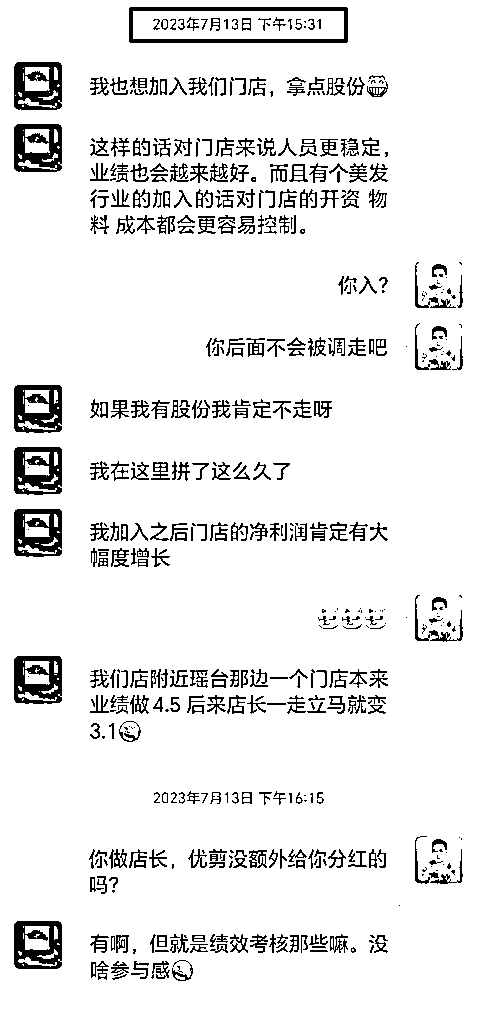 2023年7月13日 下午15:31
我也想加入我们门店，拿点股份😁
这样的话对门店来说人员更稳定，
业绩也会越来越好。而且有个美发
行业的加入的话对门店的开资 物
料 成本都会更容易控制。
你入？
你后面不会被调走吧
如果我有股份我肯定不走呀
我在这里拼了这么久了
我加入之后门店的净利润肯定有大
幅度增长
我们店附近瑶台那边一个门店本来
业绩做4.5 后来店长一走立马就变
3.1
2023年7月13日 下午16:15
你做店长，优剪没额外给你分红的
吗？
有啊，但就是绩效考核那些嘛。没
啥参与感